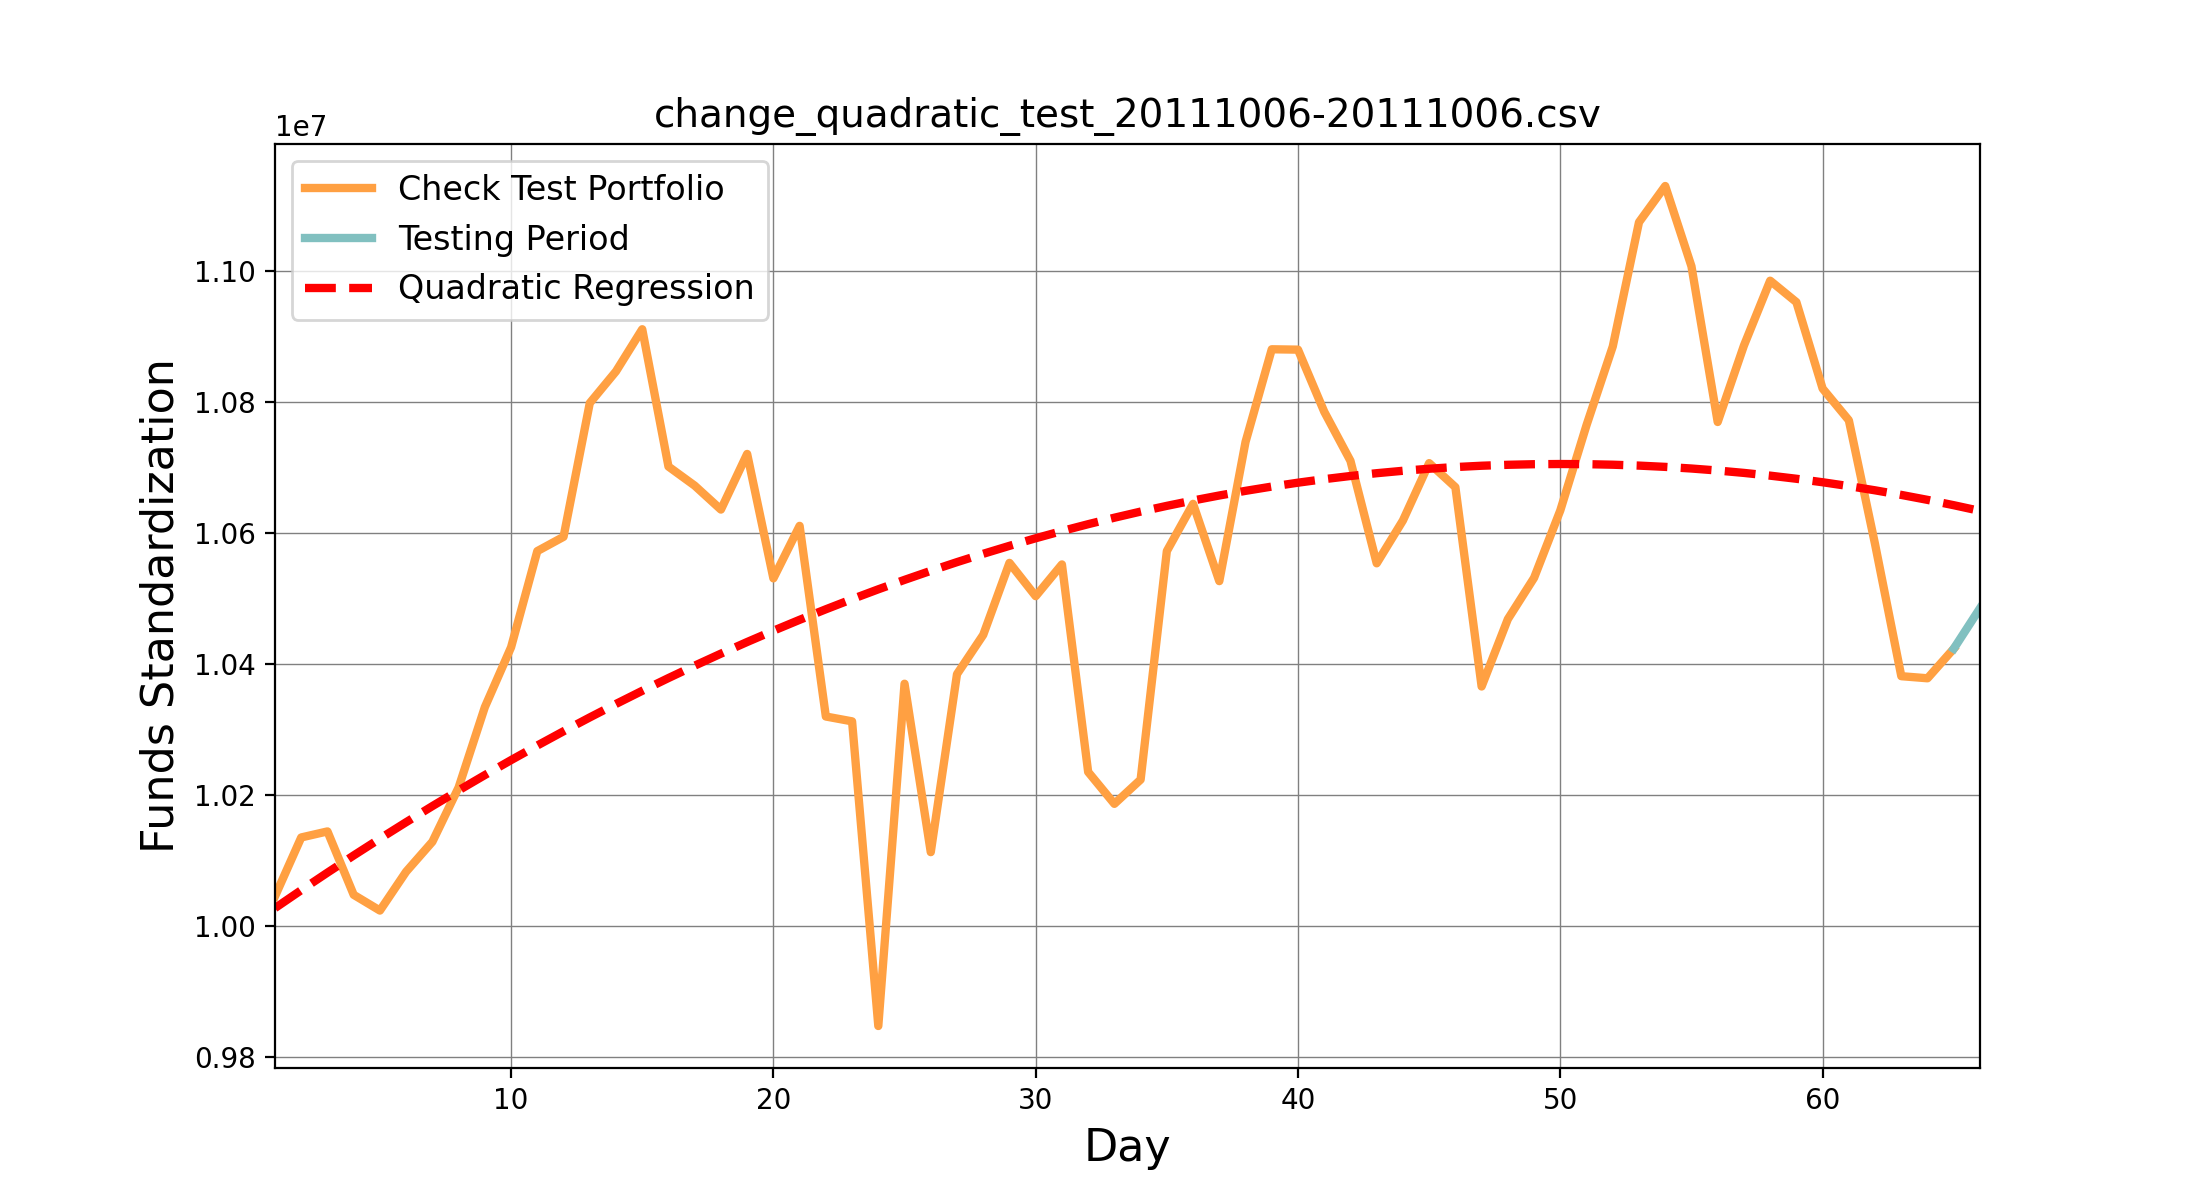 change_quadratic_test_20111006-20111006.csv
1e7
Check Test Portfolio
Testing Period
Quadratic Regression
Funds Standardization
1.10
1.08
1.06
1.04
1.02
1.00
0.98
10 20 30 40 50 60
Day